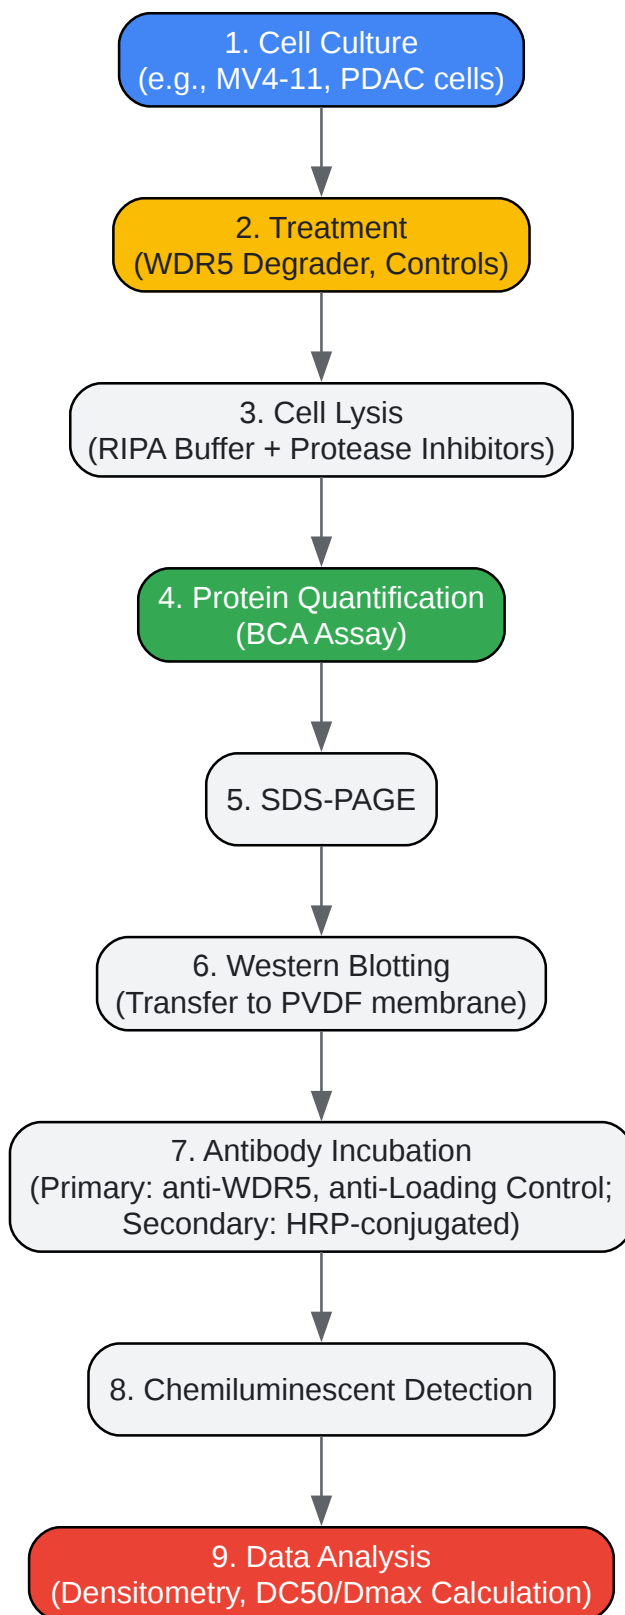 1. Cell Culture
(e.g., MV4-11, PDAC cells)
2. Treatment
(WDR5 Degrader, Controls)
3. Cell Lysis
(RIPA Buffer + Protease Inhibitors)
4. Protein Quantification
(BCA Assay)
5. SDS-PAGE
6. Western Blotting
(Transfer to PVDF membrane)
7. Antibody Incubation
(Primary: anti-WDR5, anti-Loading Control;
Secondary: HRP-conjugated)
8. Chemiluminescent Detection
9. Data Analysis
(Densitometry, DC50/Dmax Calculation)